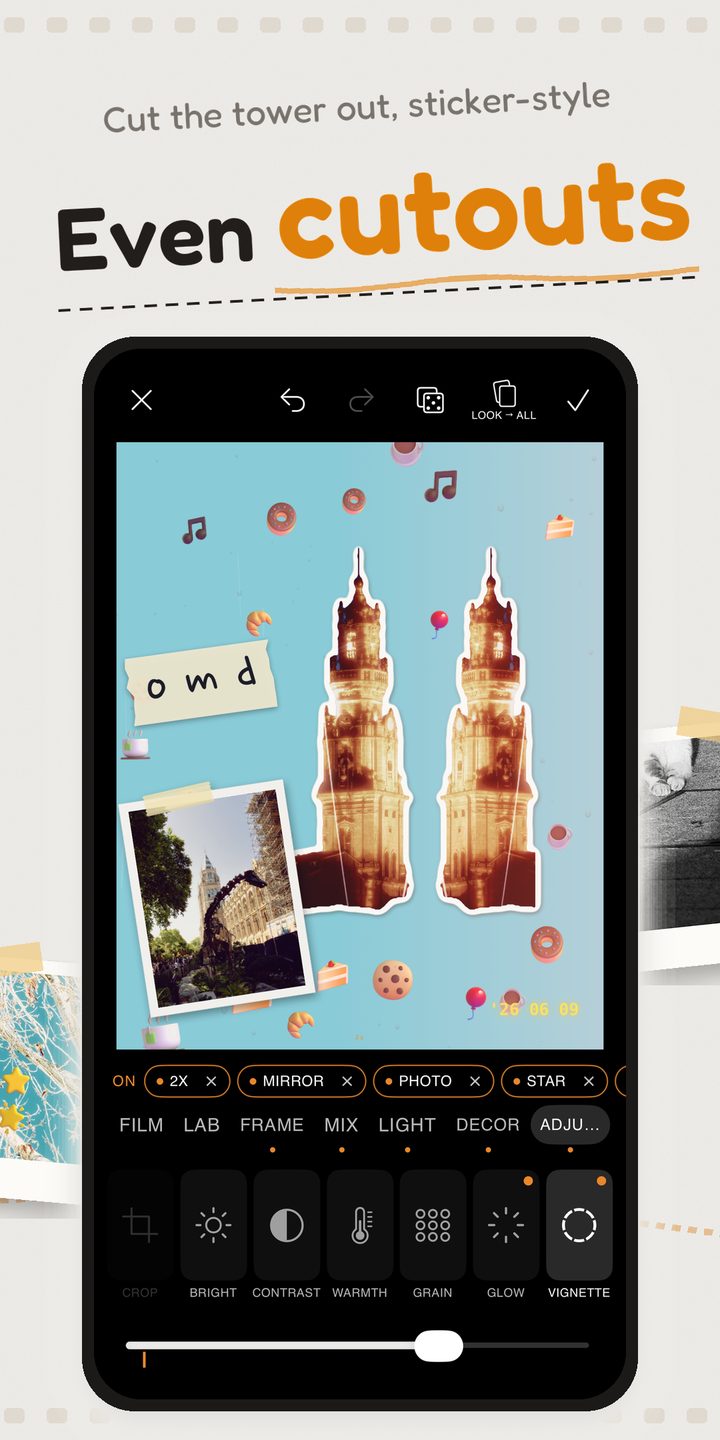 Cut the tower out, sticker-style
Even cutouts
LOOK → ALL
omd
'26 06 09
ON 2X MIRROR PHOTO STAR
FILM LAB FRAME MIX LIGHT DECOR ADJU...
CROP BRIGHT CONTRAST WARMTH GRAIN GLOW VIGNETTE